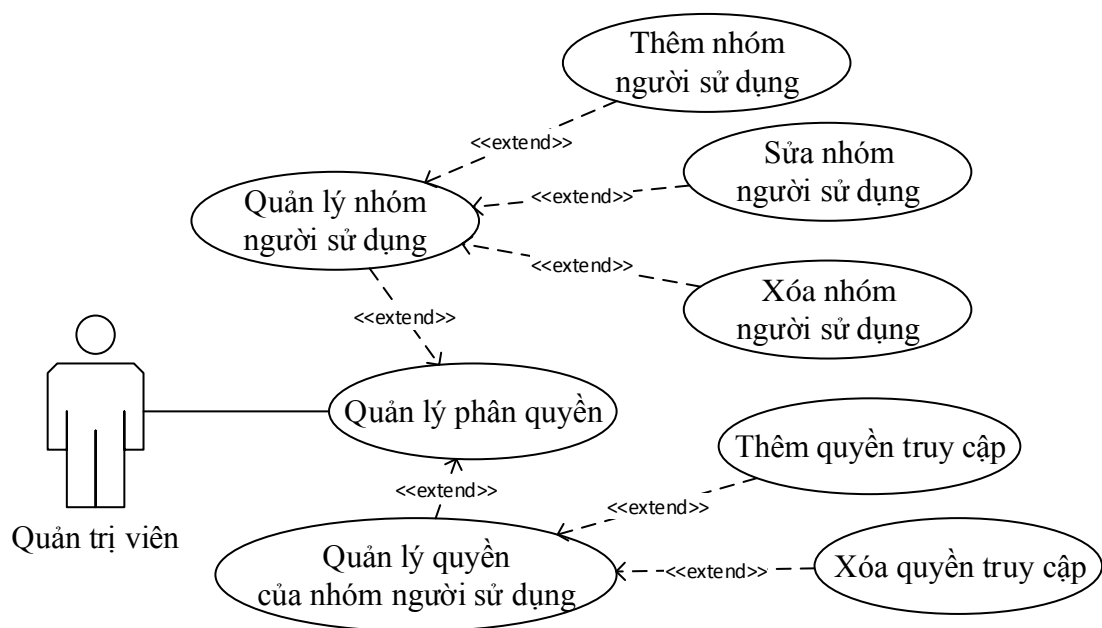 Thêm nhóm
người sử dụng
<<extend>>
Sửa nhóm
người sử dụng
<<extend>>
Quản lý nhóm
người sử dụng
<<extend>>
Xóa nhóm
người sử dụng
<<extend>>
Quản lý phân quyền
Thêm quyền truy cập
<<extend>>
<<extend>>
Quản trị viên
Quản lý quyền
của nhóm người sử dụng
<<extend>>
Xóa quyền truy cập